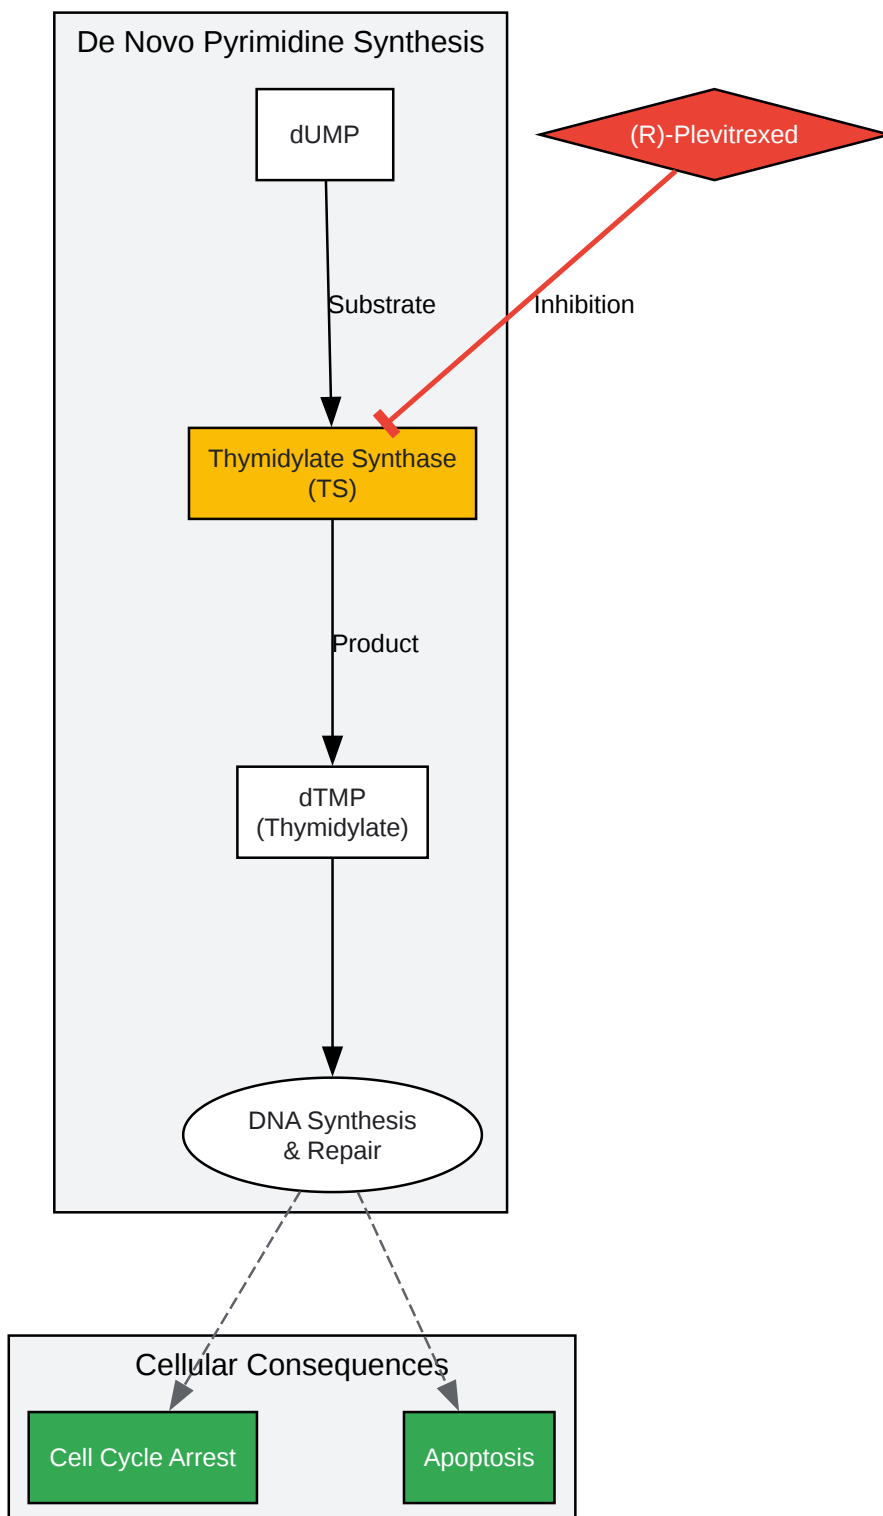 De Novo Pyrimidine Synthesis
dUMP
(R)-Plevitrexed
Substrate
Inhibition
Thymidylate Synthase
(TS)
Product
dTMP
(Thymidylate)
DNA Synthesis
& Repair
Cellular Consequences
Cell Cycle Arrest
Apoptosis